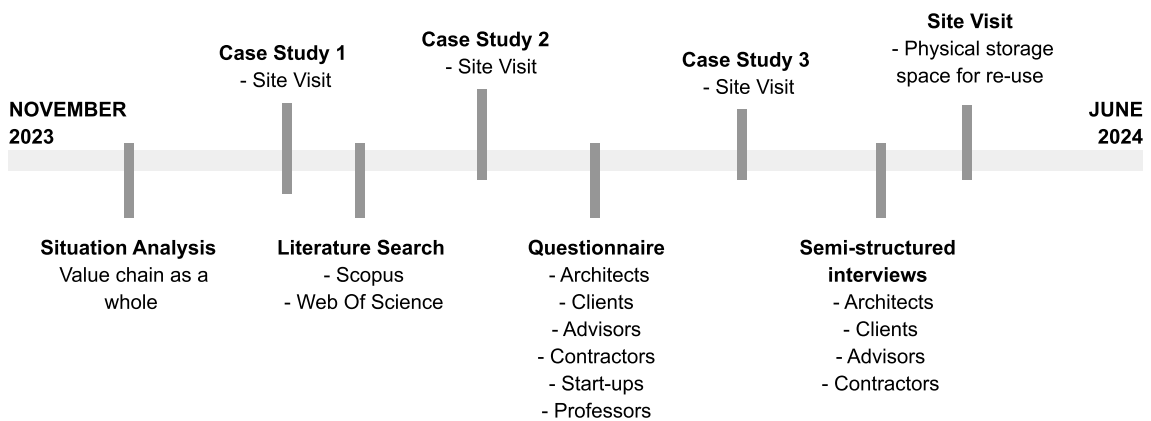 NOVEMBER
2023
Case Study 1
- Site Visit
Case Study 2
- Site Visit
Case Study 3
- Site Visit
Site Visit
- Physical storage
space for re-use
JUNE
2024
Situation Analysis
Value chain as a
whole
Literature Search
- Scopus
- Web Of Science
Questionnaire
- Architects
- Clients
- Advisors
- Contractors
- Start-ups
- Professors
Semi-structured
interviews
- Architects
- Clients
- Advisors
- Contractors